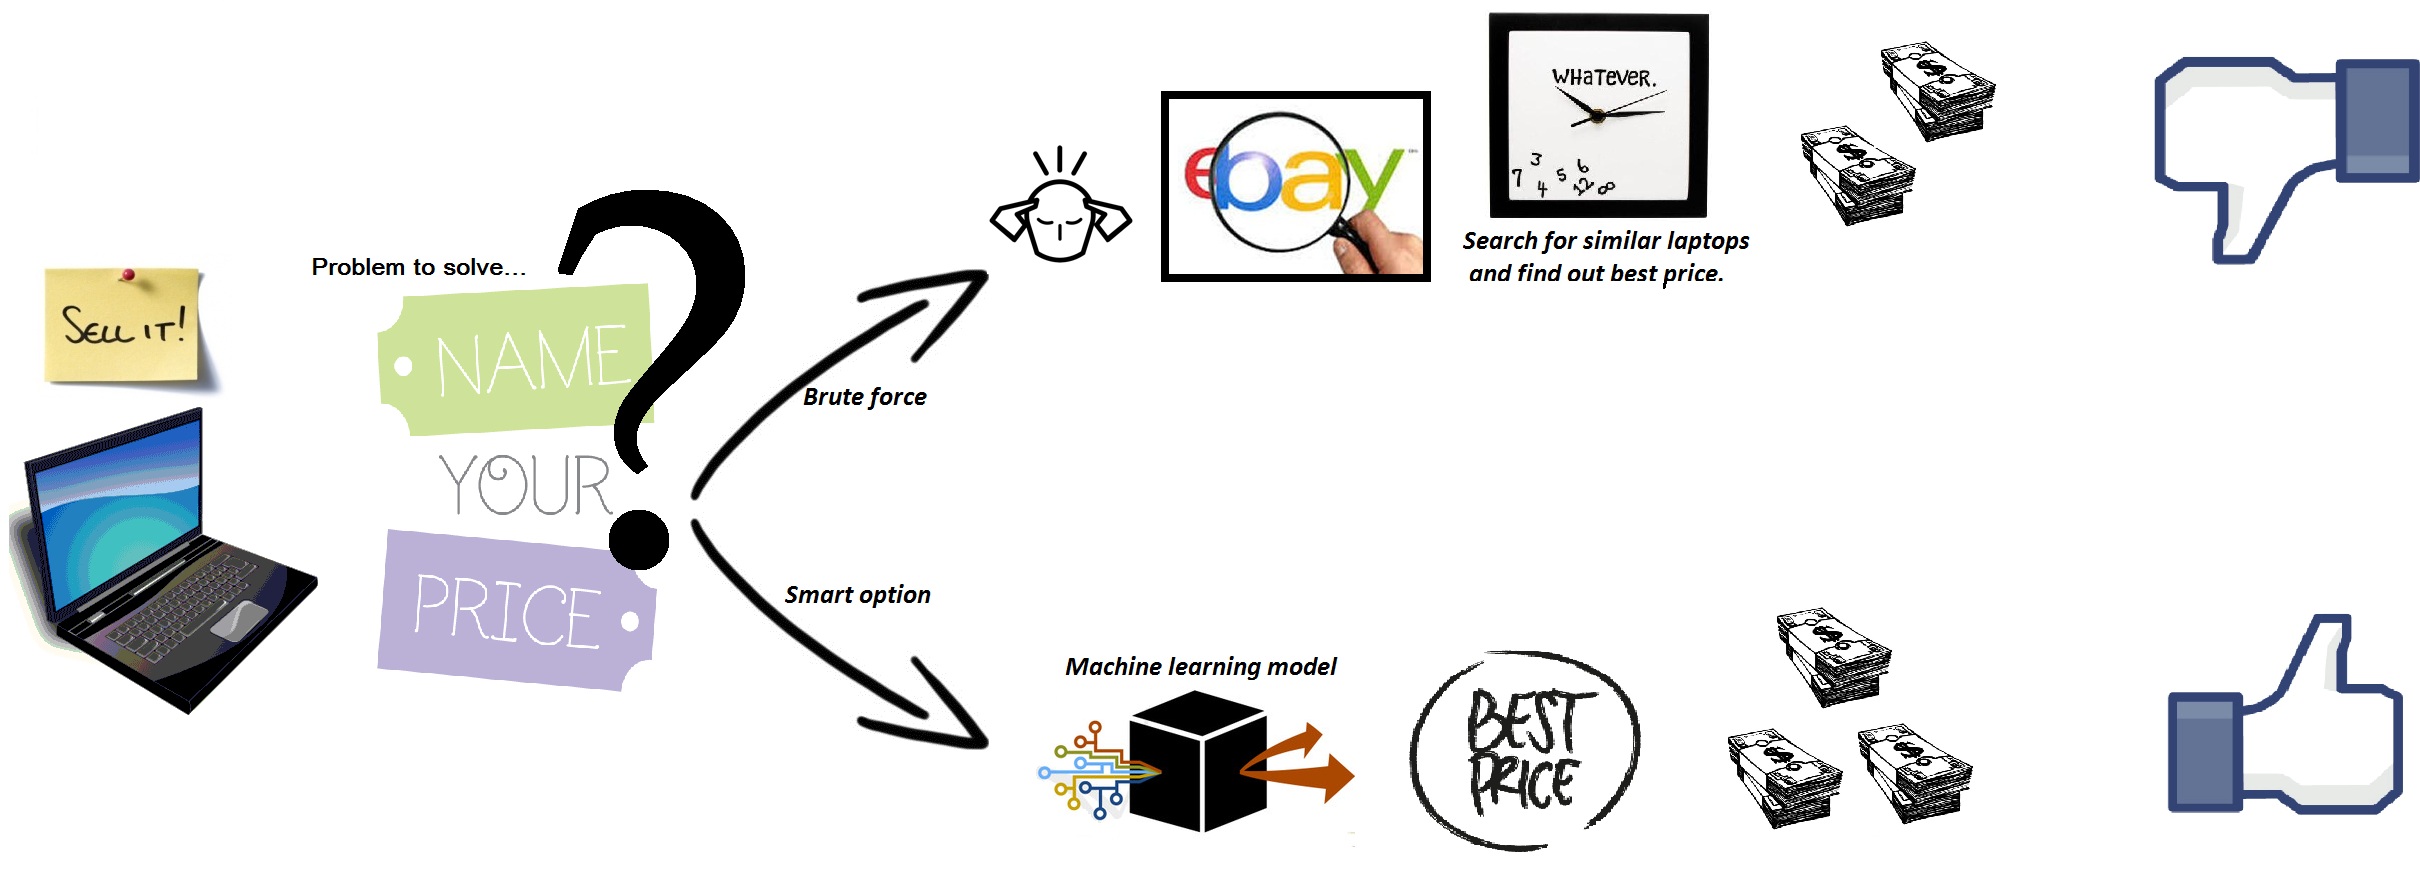 SELL IT!
Problem to solve...
NAME
YOUR
PRICE
?
Brute force
Smart option
ebay
WHaTEVER.
3
6
7
5
4
12
8
Search for similar laptops
and find out best price.
Machine learning model
BEST
PRICE